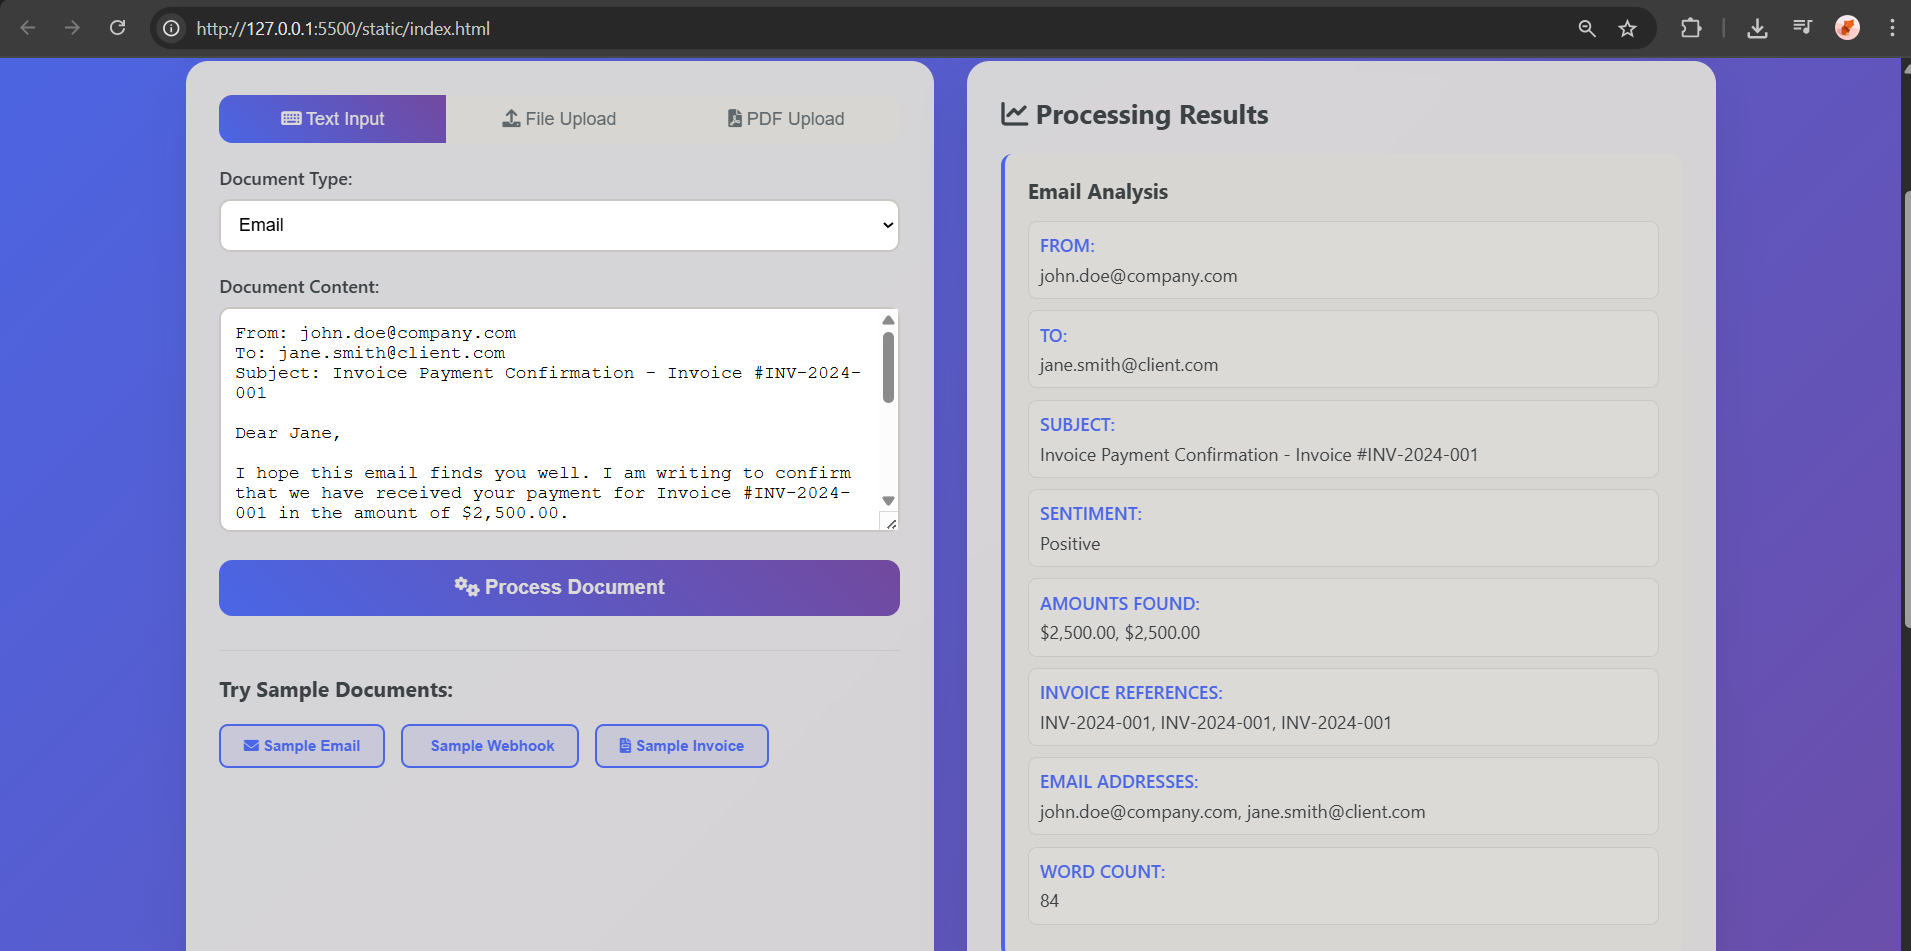 http://127.0.0.1:5500/static/index.html
Text Input
File Upload
PDF Upload
Document Type:
Email
Document Content:
From: john.doe@company.com
To: jane.smith@client.com
Subject: Invoice Payment Confirmation - Invoice #INV-2024-
001
Dear Jane,
I hope this email finds you well. I am writing to confirm
that we have received your payment for Invoice #INV-2024-
001 in the amount of $2,500.00.
Process Document
Try Sample Documents:
Sample Email
Sample Webhook
Sample Invoice
Processing Results
Email Analysis
FROM:
john.doe@company.com
TO:
jane.smith@client.com
SUBJECT:
Invoice Payment Confirmation - Invoice #INV-2024-001
SENTIMENT:
Positive
AMOUNTS FOUND:
$2,500.00, $2,500.00
INVOICE REFERENCES:
INV-2024-001, INV-2024-001, INV-2024-001
EMAIL ADDRESSES:
john.doe@company.com, jane.smith@client.com
WORD COUNT:
84